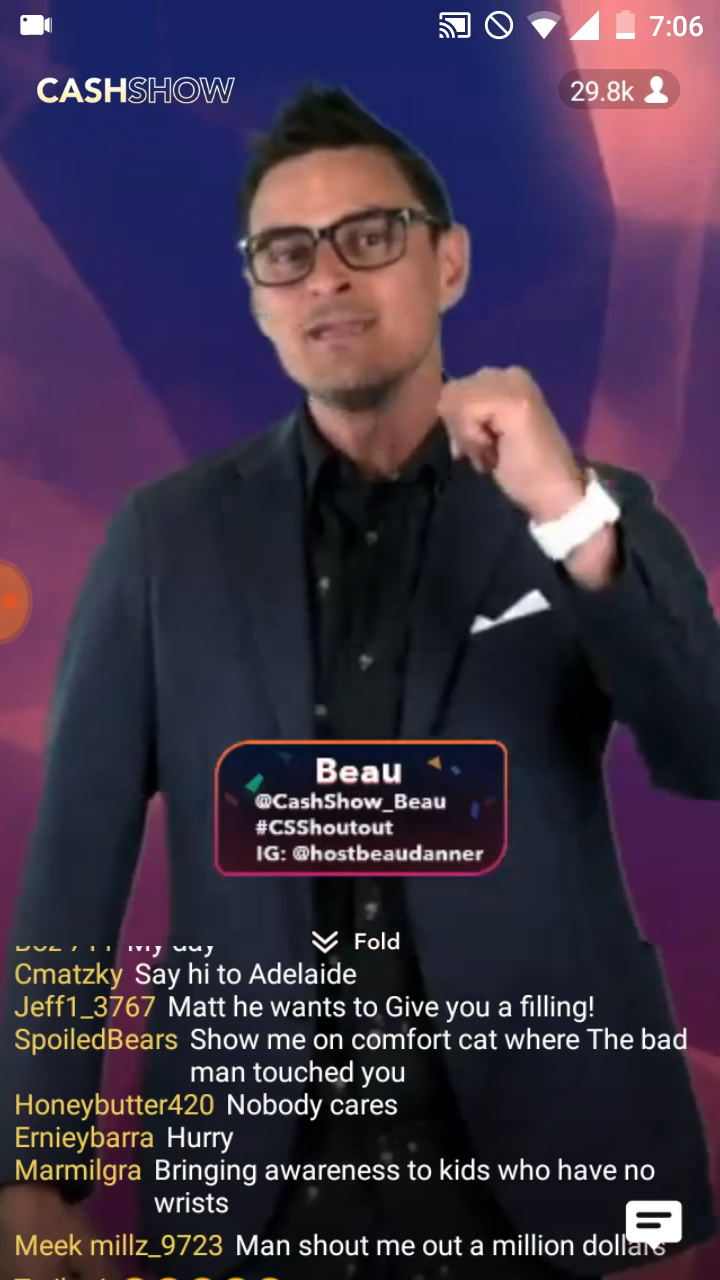 7:06
CASHSHOW
29.8k
Beau
@CashShow_Beau
#CSShoutout
IG: @hostbeaudanner
My day
Fold
Cmatzky Say hi to Adelaide
Jeff1_3767 Matt he wants to Give you a filling!
SpoiledBears Show me on comfort cat where The bad
man touched you
Honeybutter420 Nobody cares
Ernieybarra Hurry
Marmilgra Bringing awareness to kids who have no
wrists
Meek millz_9723 Man shout me out a million dollars